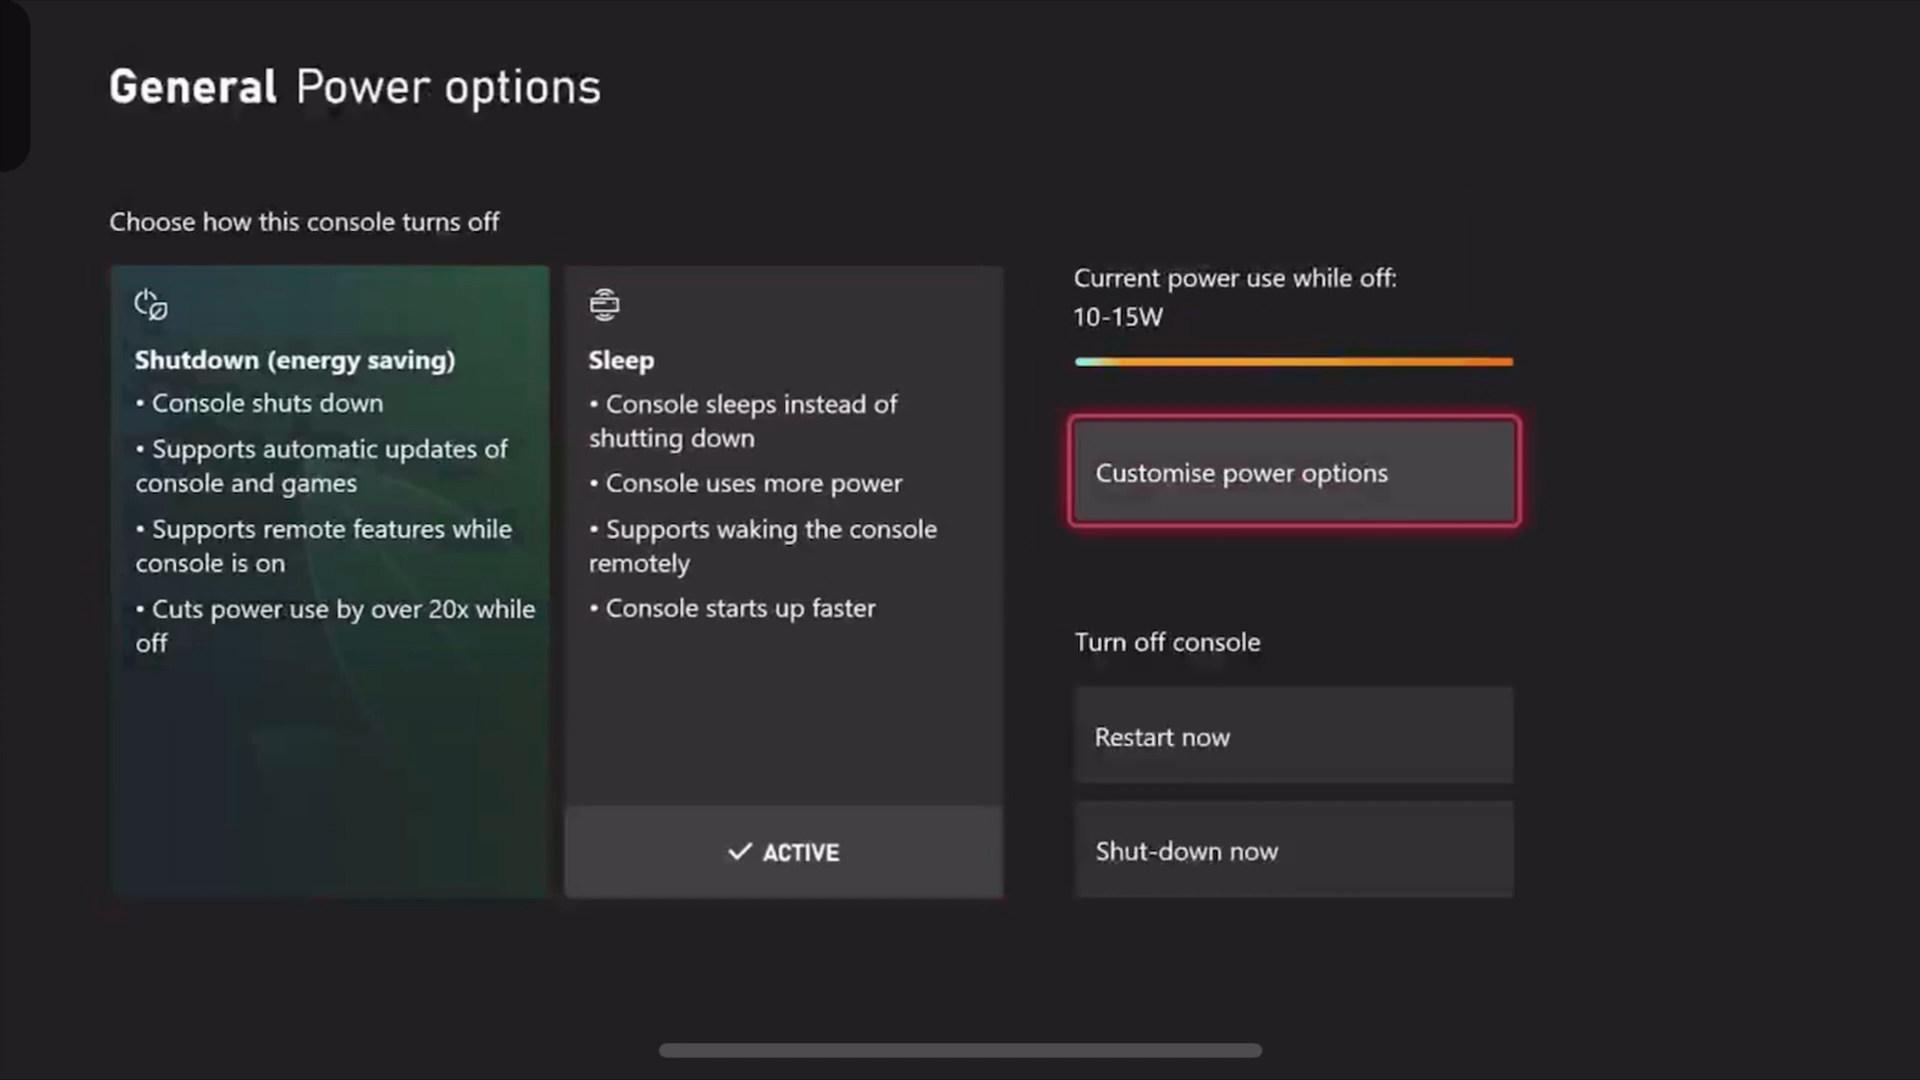 General Power options
Choose how this console turns off
Shutdown (energy saving)
• Console shuts down
• Supports automatic updates of
console and games
• Supports remote features while
console is on
• Cuts power use by over 20x while
off
Sleep
• Console sleeps instead of
shutting down
• Console uses more power
• Supports waking the console
remotely
• Console starts up faster
ACTIVE
Current power use while off:
10-15W
Customise power options
Turn off console
Restart now
Shut-down now